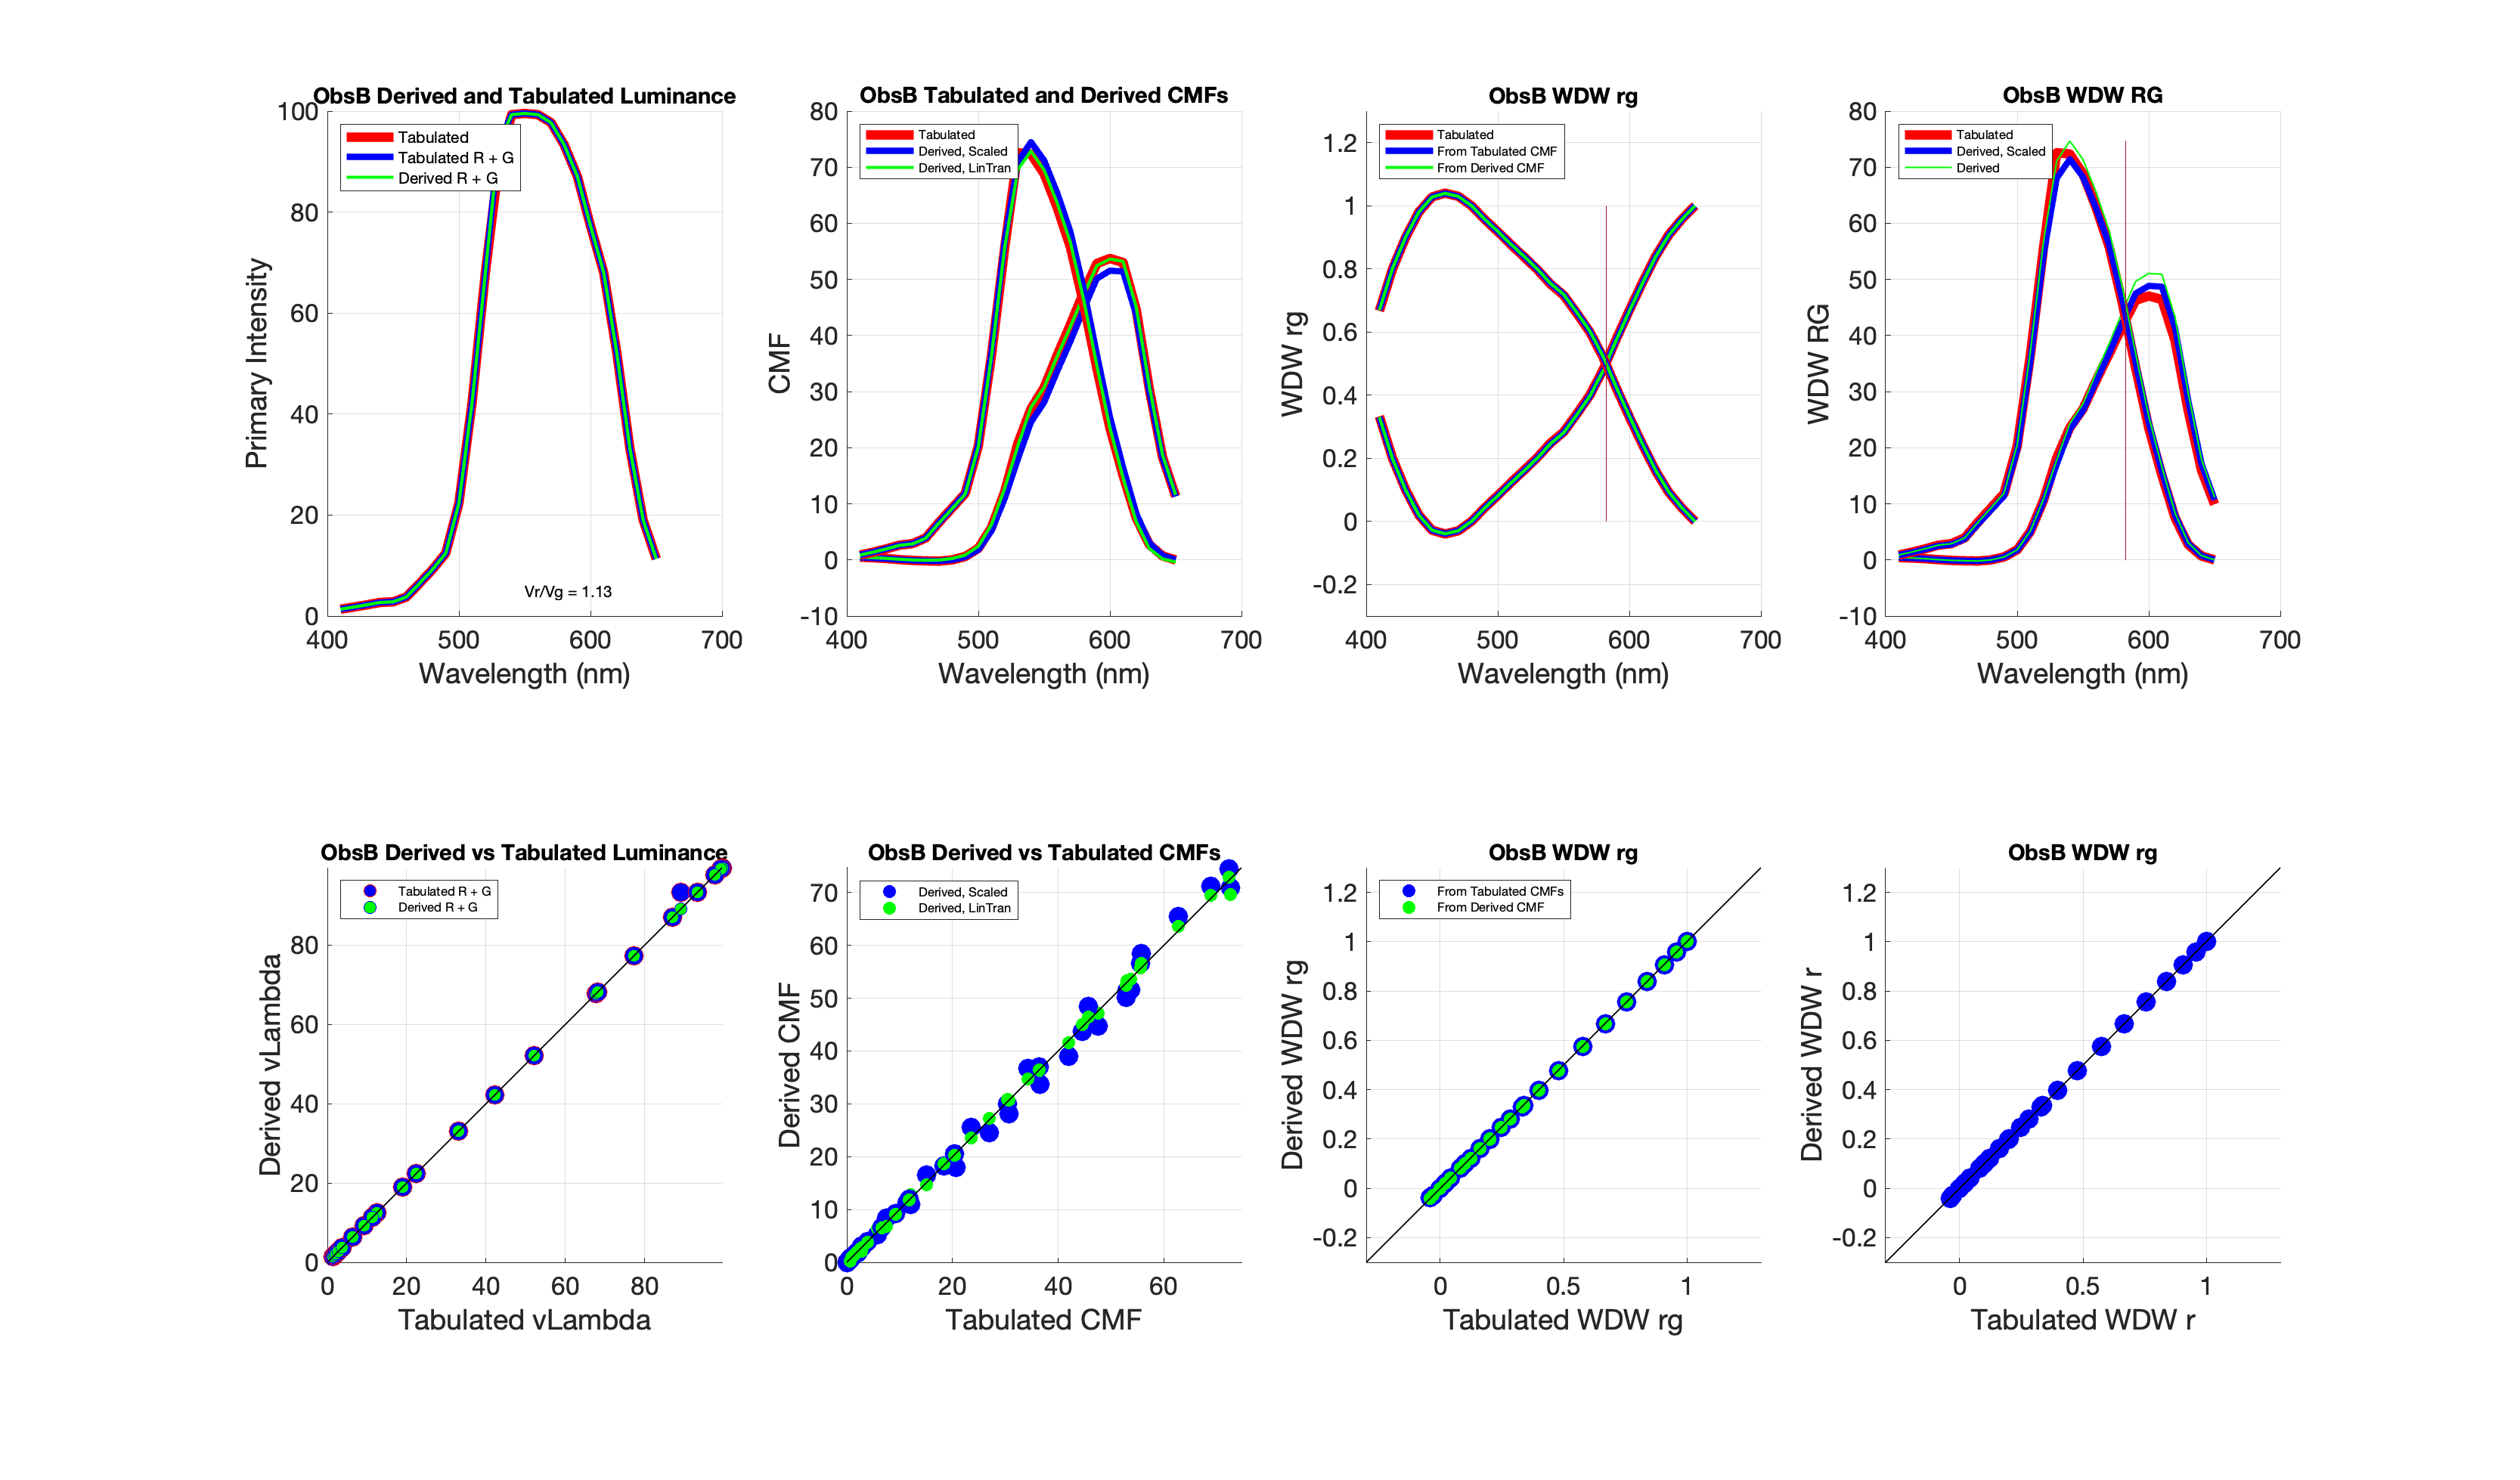 ObsB Derived and Tabulated Luminance
100
80
60
40
20
0
Primary Intensity
Tabulated
Tabulated R + G
Derived R + G
Vr/Vg = 1.13
400 500 600 700
Wavelength (nm)
ObsB Tabulated and Derived CMFs
80
70
60
50
40
30
20
10
0
-10
CMF
Tabulated
Derived, Scaled
Derived, LinTran
400 500 600 700
Wavelength (nm)
ObsB WDW rg
1.2
1
0.8
0.6
0.4
0.2
0
-0.2
WDW rg
Tabulated
From Tabulated CMF
From Derived CMF
400 500 600 700
Wavelength (nm)
ObsB WDW RG
80
70
60
50
40
30
20
10
0
-10
WDW RG
Tabulated
Derived, Scaled
Derived
400 500 600 700
Wavelength (nm)
ObsB Derived vs Tabulated Luminance
80
60
40
20
0
Derived vLambda
Tabulated R + G
Derived R + G
0 20 40 60 80
Tabulated vLambda
ObsB Derived vs Tabulated CMFs
70
60
50
40
30
20
10
0
Derived CMF
Derived, Scaled
Derived, LinTran
0 20 40 60
Tabulated CMF
ObsB WDW rg
1.2
1
0.8
0.6
0.4
0.2
0
-0.2
Derived WDW rg
From Tabulated CMFs
From Derived CMF
0 0.5 1
Tabulated WDW rg
ObsB WDW rg
1.2
1
0.8
0.6
0.4
0.2
0
-0.2
Derived WDW r
0 0.5 1
Tabulated WDW r